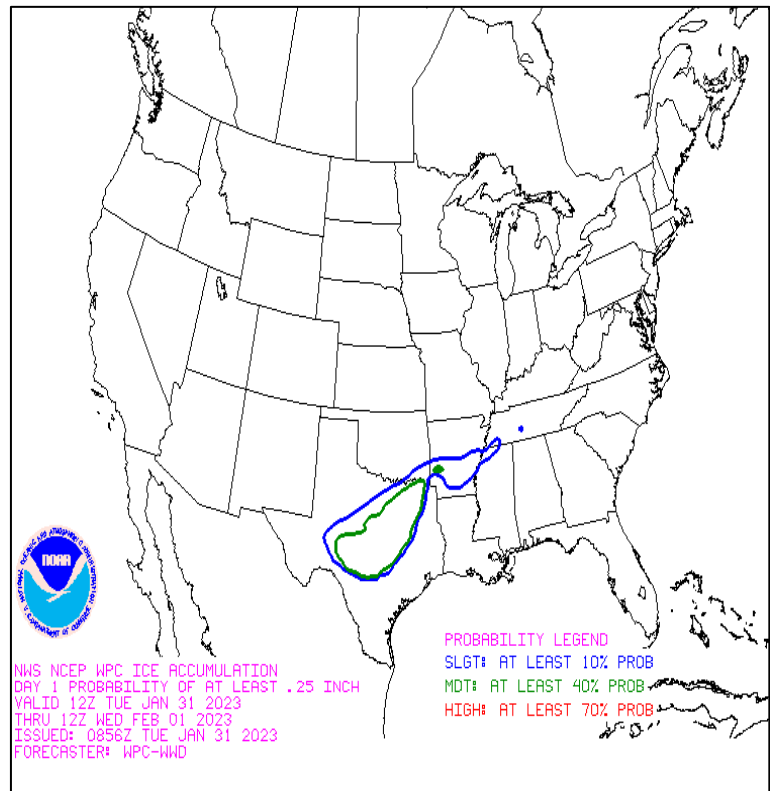 NOAA
NWS NCEP WPC ICE ACCUMULATION
DAY 1 PROBABILITY OF AT LEAST .25 INCH
VALID 12Z TUE JAN 31 2023
THRU 12Z WED FEB 01 2023
ISSUED: 0856Z TUE JAN 31 2023
FORECASTER: WPC-WWD
PROBABILITY LEGEND
SLGT: AT LEAST 10% PROB
MDT: AT LEAST 40% PROB
HIGH: AT LEAST 70% PROB